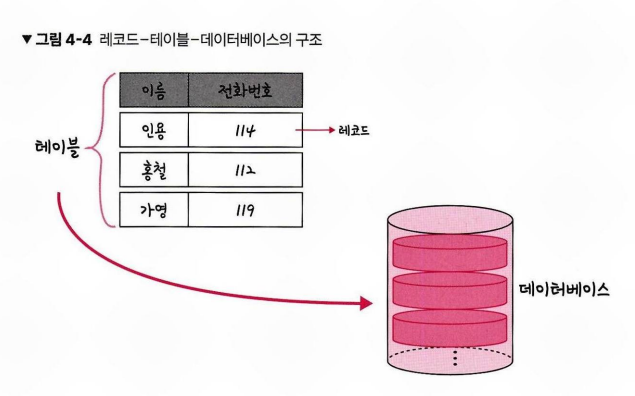 ▼ 그림 4-4 레코드-테이블-데이터베이스의 구조
이름 전화번호
인용 114
레코드
테이블
홍철 112
가영 119
데이터베이스